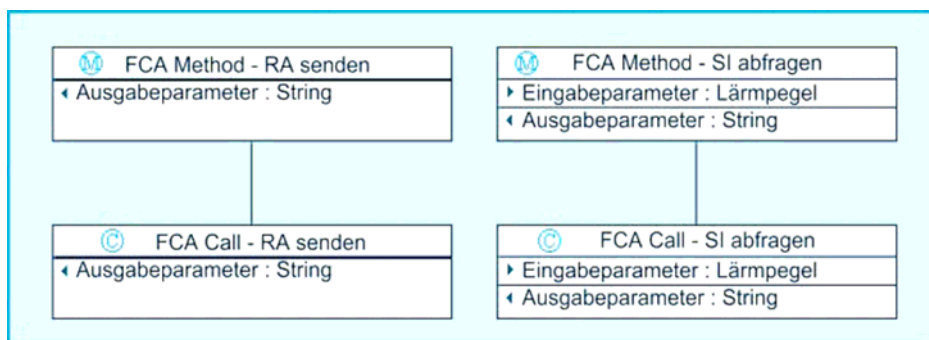 Ⓜ FCA Method - RA senden
Ausgabeparameter : String
Ⓜ FCA Method - SI abfragen
Eingabeparameter : Lärmpegel
Ausgabeparameter : String
Ⓒ FCA Call - RA senden
Ausgabeparameter : String
Ⓒ FCA Call - SI abfragen
Eingabeparameter : Lärmpegel
Ausgabeparameter : String